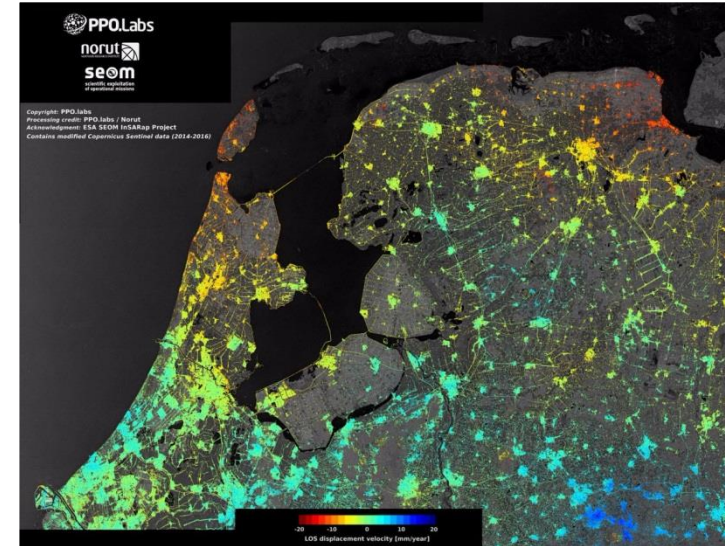 PPO.Labs
norut
seom
scientific exploitation
of operational missions
Copyright: PPO.labs
Processing credit: PPO.labs / Norut
Acknowledgment: ESA SEOM InSARap Project
Contains modified Copernicus Sentinel data (2014-2016)
-20 -10 0 10 20
LOS displacement velocity [mm/year]